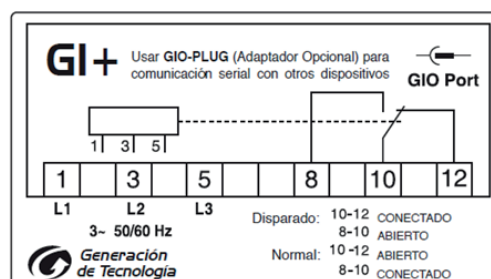 GI+ Usar GIO-PLUG (Adaptador Opcional) para
comunicación serial con otros dispositivos
GIO Port
1 3 5
1 3 5 8 10 12
L1 L2 L3
3~ 50/60 Hz
Disparado: 10-12 CONECTADO
8-10 ABIERTO
Normal: 10-12 ABIERTO
8-10 CONECTADO
Generación
de Tecnología